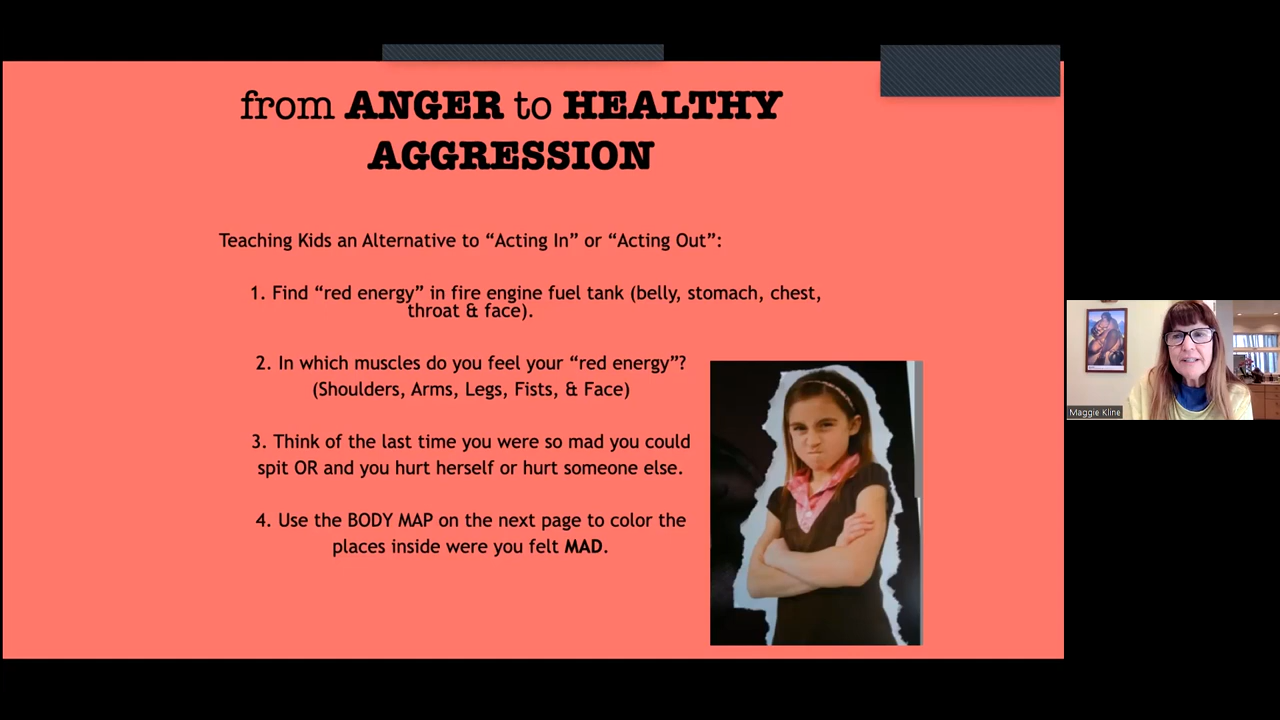 from ANGER to HEALTHY
AGGRESSION
Teaching Kids an Alternative to “Acting In” or “Acting Out”:
1. Find “red energy” in fire engine fuel tank (belly, stomach, chest,
throat & face).
2. In which muscles do you feel your “red energy”?
(Shoulders, Arms, Legs, Fists, & Face)
3. Think of the last time you were so mad you could
spit OR and you hurt herself or hurt someone else.
4. Use the BODY MAP on the next page to color the
places inside were you felt MAD.
Maggie Kline